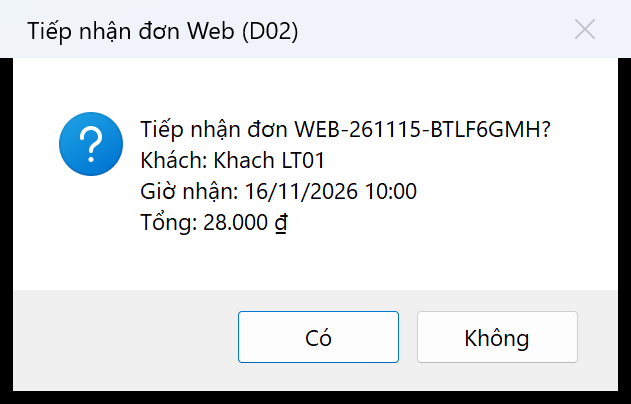 Tiếp nhận đơn Web (D02)
Tiếp nhận đơn WEB-261115-BTLF6GMH?
Khách: Khach LT01
Giờ nhận: 16/11/2026 10:00
Tổng: 28.000 ₫
Có
Không